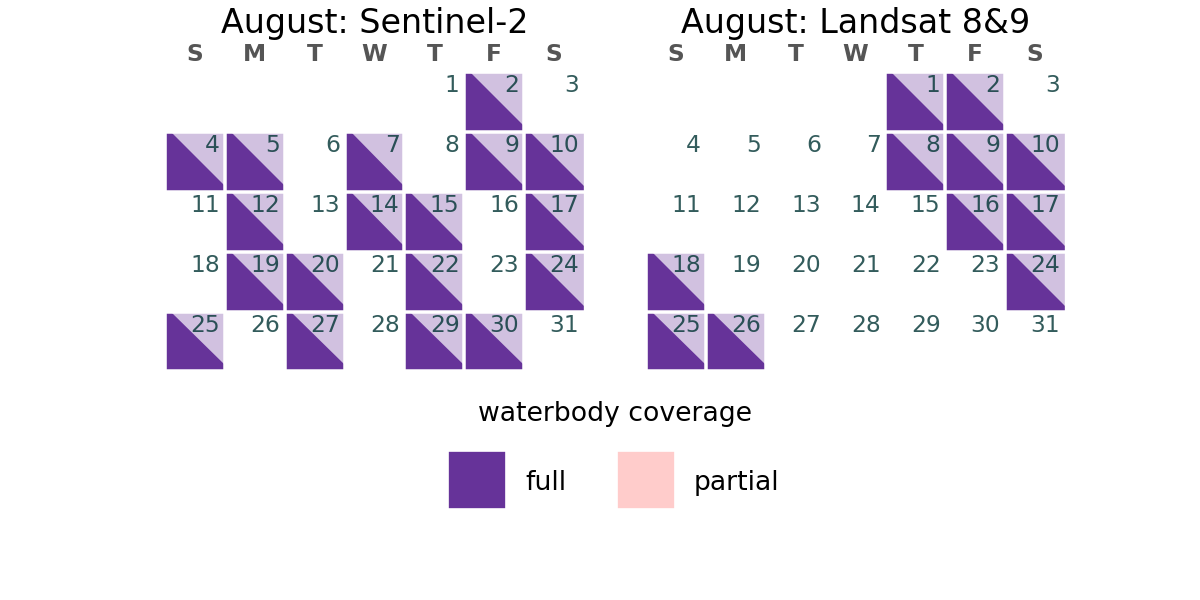 August: Sentinel-2
S M T W T F S
1 2 3
4 5 6 7 8 9 10
11 12 13 14 15 16 17
18 19 20 21 22 23 24
25 26 27 28 29 30 31
August: Landsat 8&9
S M T W T F S
1 2 3
4 5 6 7 8 9 10
11 12 13 14 15 16 17
18 19 20 21 22 23 24
25 26 27 28 29 30 31
waterbody coverage
full partial